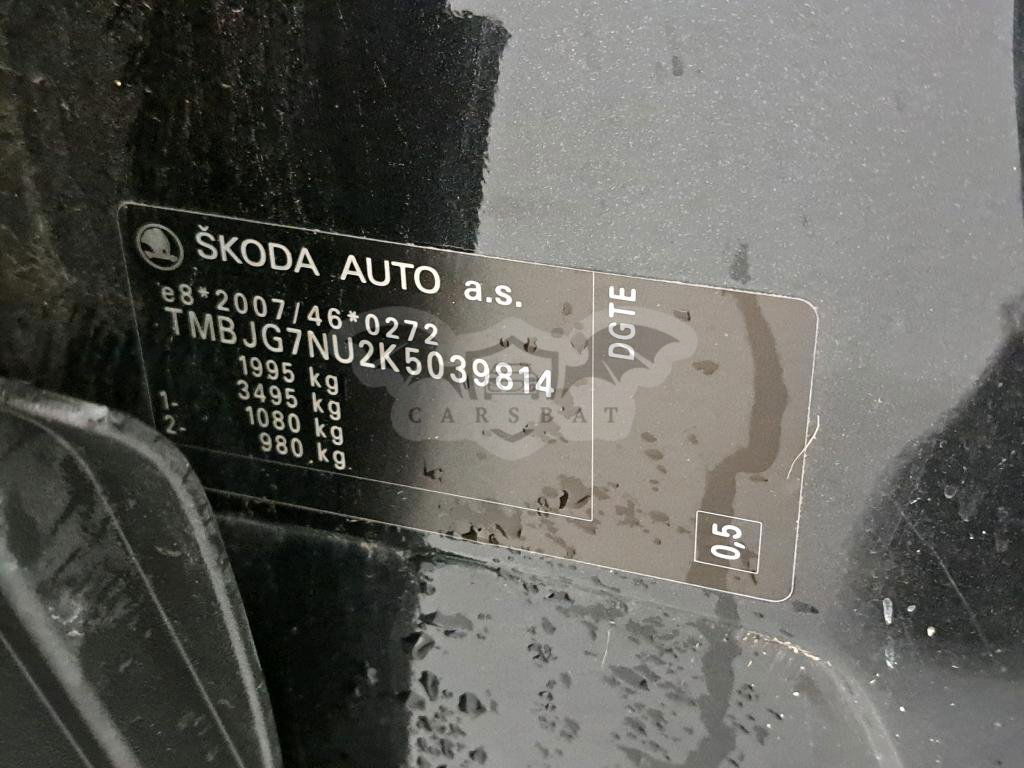 ŠKODA AUTO a.s.
e8*2007/46*0272
TMBJG7NU2K5039814
1995 kg
3495 kg
1- 1080 kg
2- 980 kg
DGTE
0,5
CARSBAT